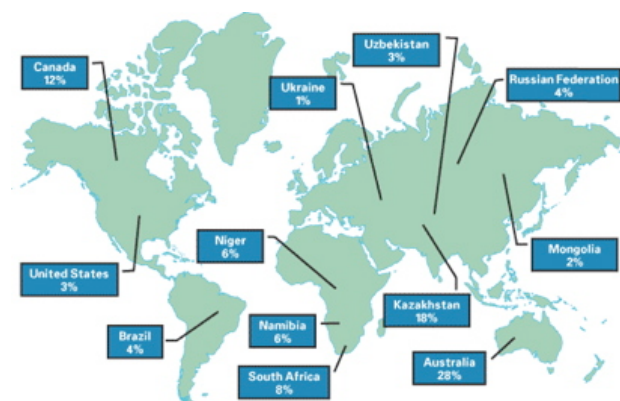 Uzbekistan
3%
Canada
12%
Ukraine
1%
Russian Federation
4%
Niger
6%
Mongolia
2%
United States
3%
Kazakhstan
18%
Brazil
4%
Namibia
6%
Australia
28%
South Africa
8%